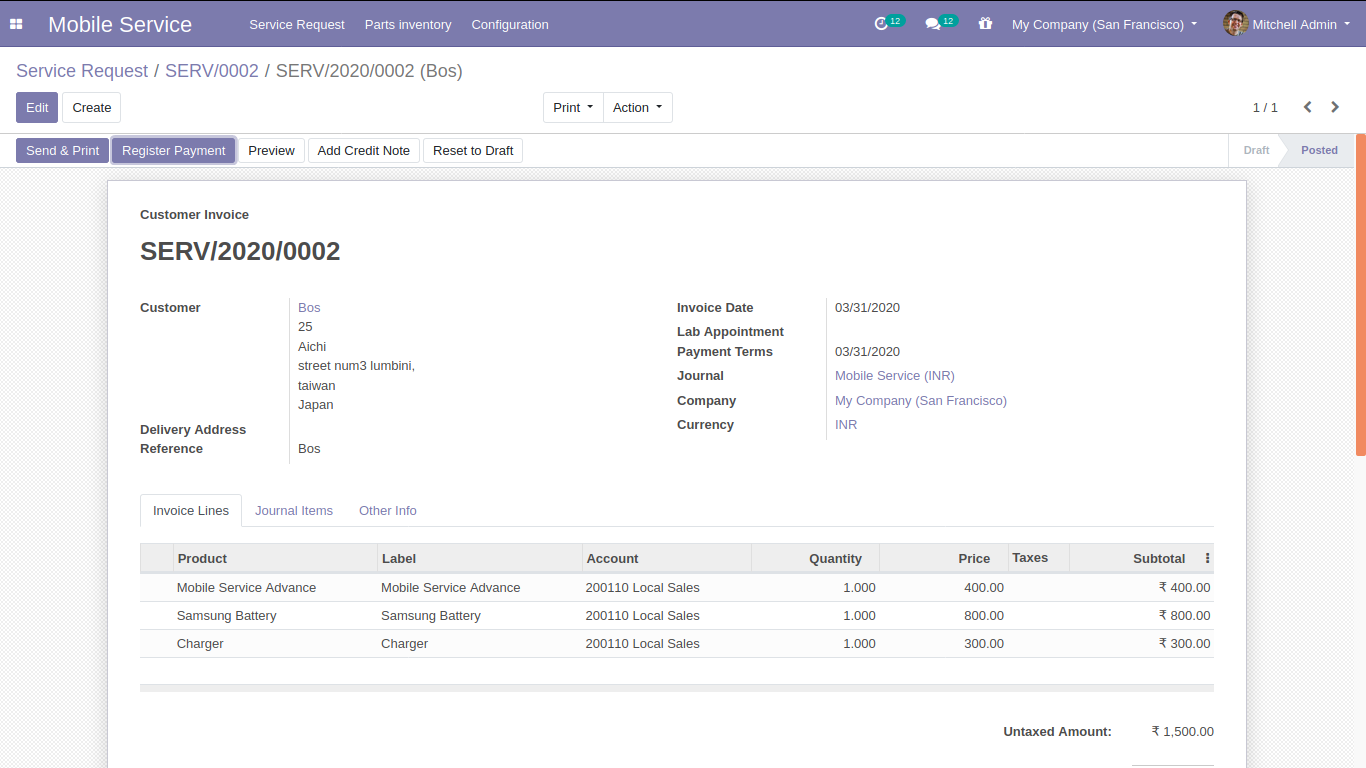 Mobile Service Service Request Parts inventory Configuration 12 12 My Company (San Francisco) Mitchell Admin
Service Request / SERV/0002 / SERV/2020/0002 (Bos)
Edit Create Print Action 1 / 1
Send & Print Register Payment Preview Add Credit Note Reset to Draft Draft Posted
Customer Invoice
SERV/2020/0002
Customer Bos Invoice Date 03/31/2020
25
Lab Appointment
Aichi Payment Terms 03/31/2020
street num3 lumbini,
Journal Mobile Service (INR)
taiwan
Japan Company My Company (San Francisco)
Delivery Address Currency INR
Reference Bos
Invoice Lines Journal Items Other Info
Product Label Account Quantity Price Taxes Subtotal
Mobile Service Advance Mobile Service Advance 200110 Local Sales 1.000 400.00 ₹ 400.00
Samsung Battery Samsung Battery 200110 Local Sales 1.000 800.00 ₹ 800.00
Charger Charger 200110 Local Sales 1.000 300.00 ₹ 300.00
Untaxed Amount: ₹ 1,500.00